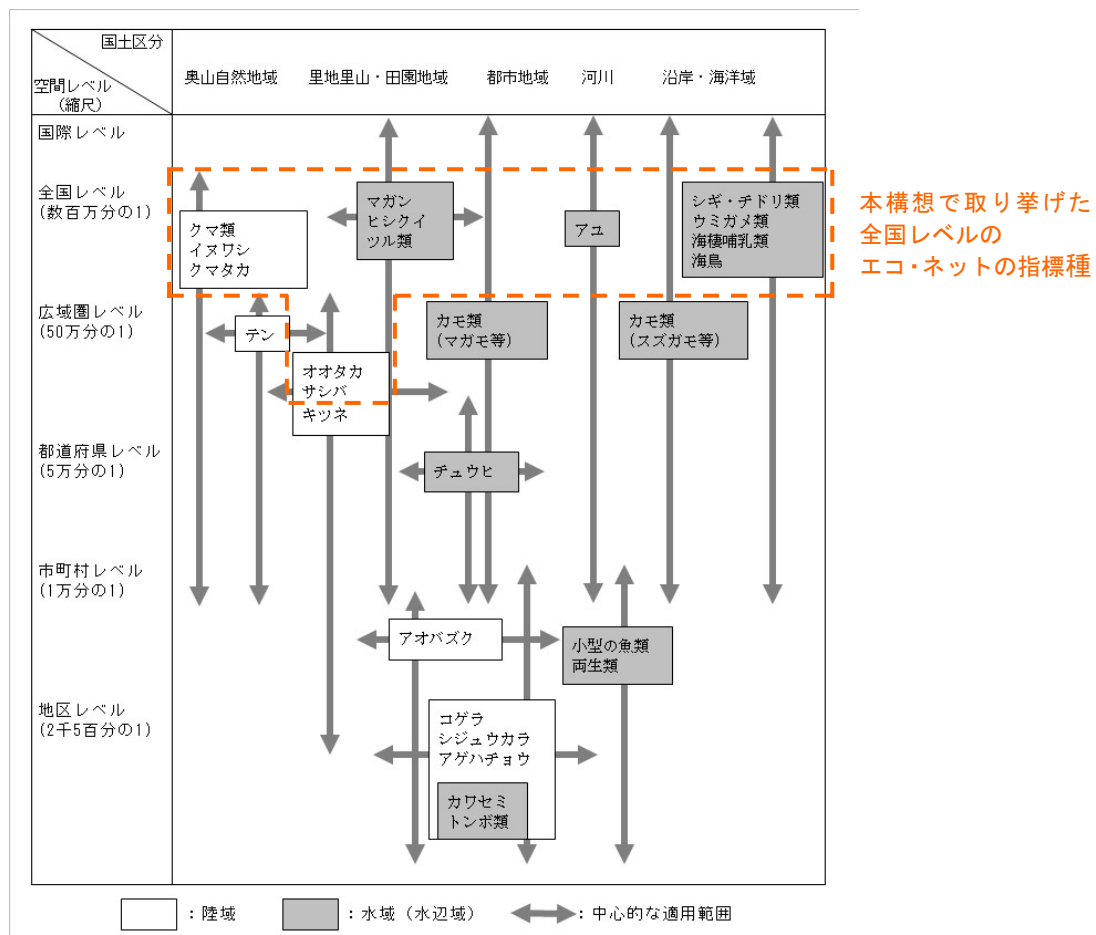 国土区分
空間レベル
(縮尺)
奥山自然地域
里地里山・田園地域
都市地域
河川
沿岸・海洋域
国際レベル
全国レベル
(数百万分の1)
クマ類
イヌワシ
クマタカ
マガン
ヒシクイ
ツル類
アユ
シギ・チドリ類
ウミガメ類
海棲哺乳類
海鳥
本構想で取り挙げた
全国レベルの
エコ・ネットの指標種
広域圏レベル
(50万分の1)
テン
オオタカ
サシバ
キツネ
カモ類
(マガモ等)
カモ類
(スズガモ等)
都道府県レベル
(5万分の1)
チュウヒ
市町村レベル
(1万分の1)
アオバズク
小型の魚類
両生類
地区レベル
(2千5百分の1)
コゲラ
シジュウカラ
アゲハチョウ
カワセミ
トンボ類
：陸域
：水域（水辺域）
：中心的な適用範囲